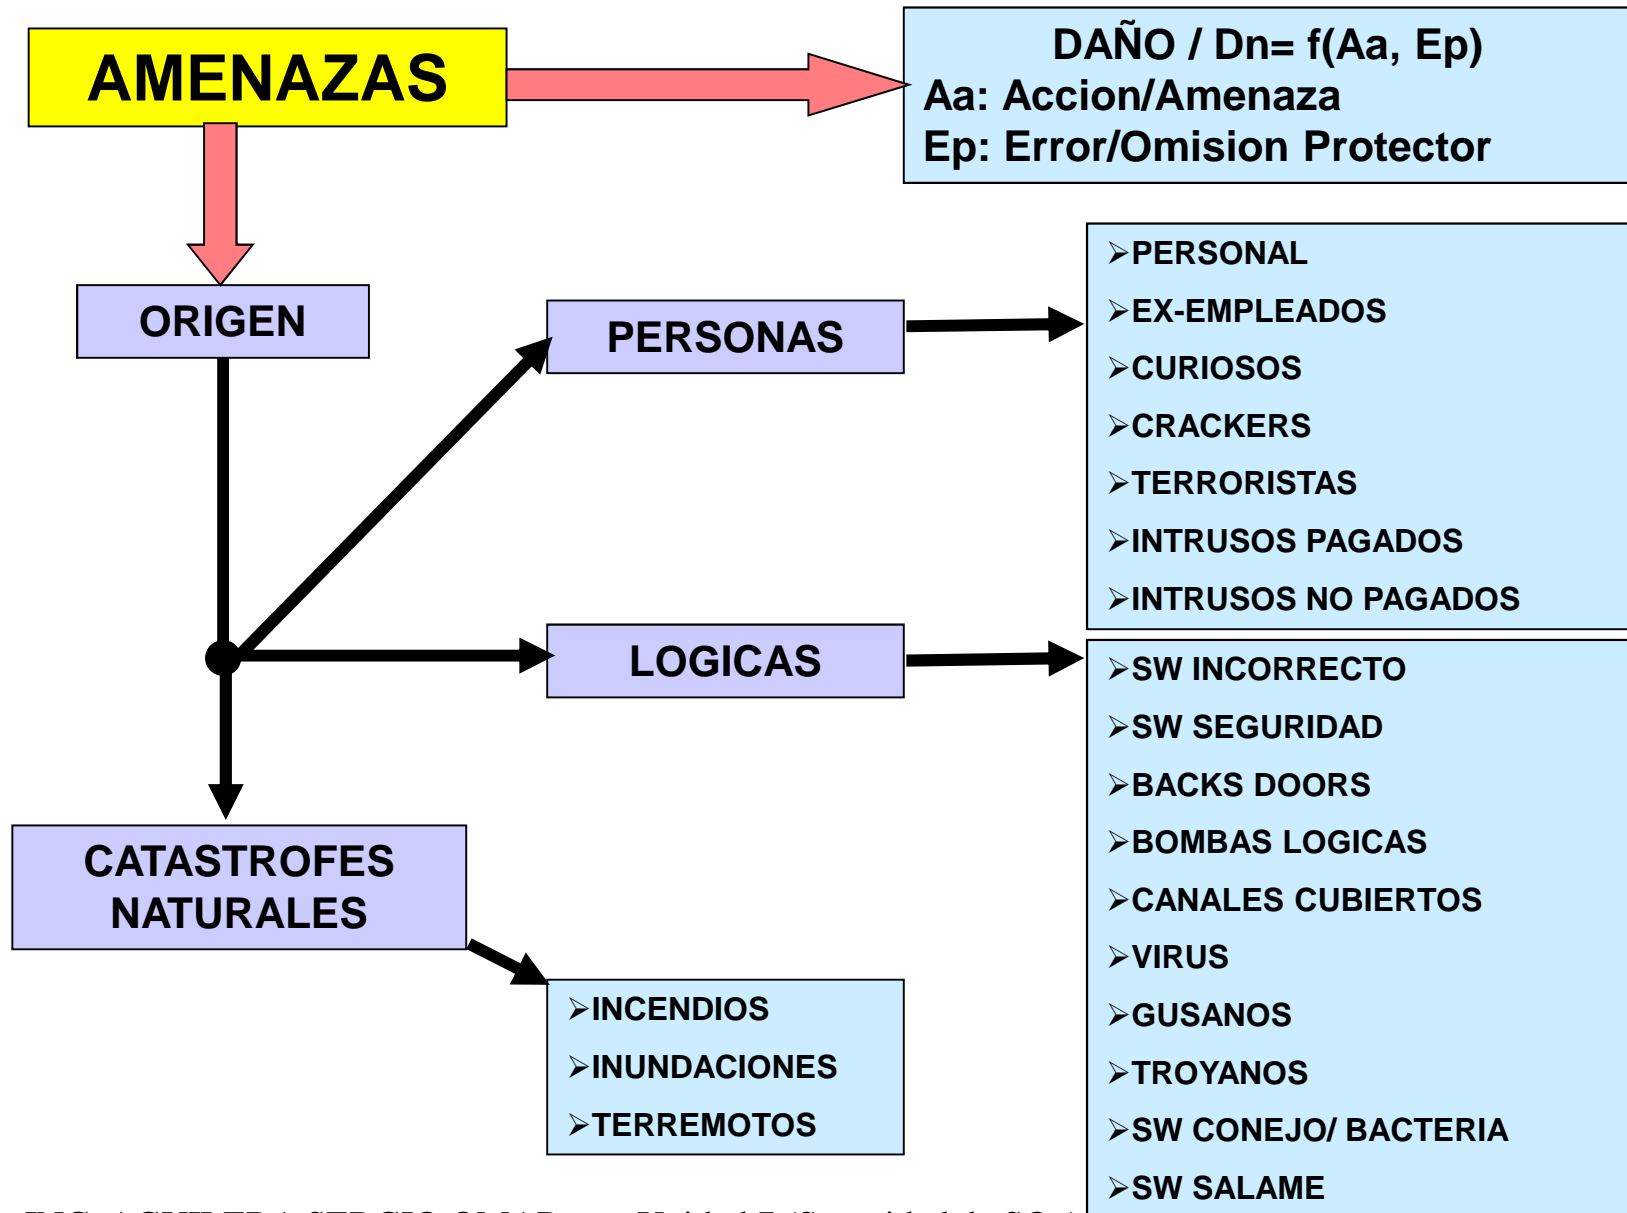 AMENAZAS
DAÑO / Dn= f(Aa, Ep)
Aa: Accion/Amenaza
Ep: Error/Omision Protector
ORIGEN
PERSONAS
➢PERSONAL
➢EX-EMPLEADOS
➢CURIOSOS
➢CRACKERS
➢TERRORISTAS
➢INTRUSOS PAGADOS
➢INTRUSOS NO PAGADOS
LOGICAS
➢SW INCORRECTO
➢SW SEGURIDAD
➢BACKS DOORS
➢BOMBAS LOGICAS
➢CANALES CUBIERTOS
➢VIRUS
➢GUSANOS
➢TROYANOS
➢SW CONEJO/ BACTERIA
➢SW SALAME
CATASTROFES
NATURALES
➢INCENDIOS
➢INUNDACIONES
➢TERREMOTOS